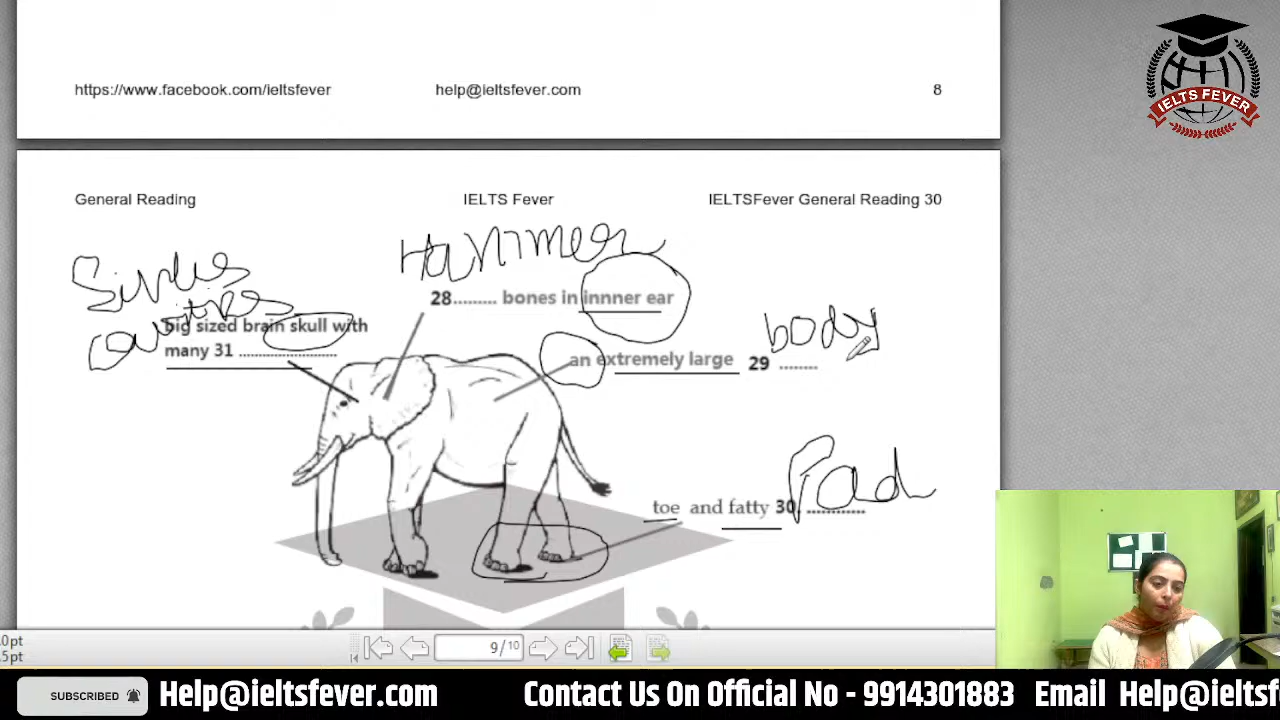 https://www.facebook.com/ieltsfever help@ieltsfever.com 8
IELTS FEVER
General Reading IELTS Fever IELTSFever General Reading 30
Hammer
Sinus
cavities
28......... bones in innner ear
body
big sized brain skull with
many 31 ........................
an extremely large 29 ........
Pad
toe and fatty 30. ............
0pt
.5pt
9/10
SUBSCRIBED
Help@ieltsfever.com Contact Us On Official No - 9914301883 Email Help@ieltsf